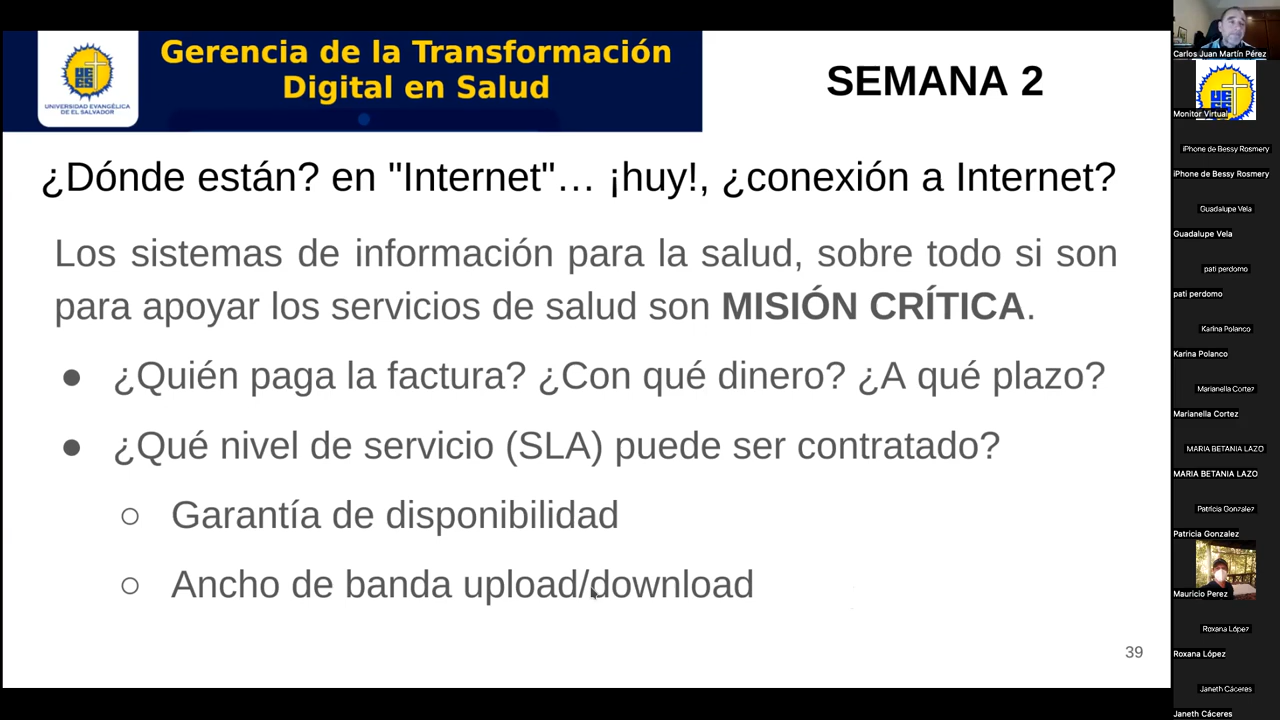 Gerencia de la Transformación
Digital en Salud
UNIVERSIDAD EVANGÉLICA
DE EL SALVADOR
SEMANA 2
¿Dónde están? en "Internet"… ¡huy!, ¿conexión a Internet?
Los sistemas de información para la salud, sobre todo si son
para apoyar los servicios de salud son MISIÓN CRÍTICA.
● ¿Quién paga la factura? ¿Con qué dinero? ¿A qué plazo?
● ¿Qué nivel de servicio (SLA) puede ser contratado?
○ Garantía de disponibilidad
○ Ancho de banda upload/download
39
Carlos Juan Martín Pérez
Monitor Virtual
iPhone de Bessy Rosmery
iPhone de Bessy Rosmery
Guadalupe Vela
Guadalupe Vela
pati perdomo
pati perdomo
Karina Polanco
Karina Polanco
Marianella Cortez
Marianella Cortez
MARIA BETANIA LAZO
MARIA BETANIA LAZO
Patricia Gonzalez
Patricia Gonzalez
Mauricio Perez
Roxana López
Roxana López
Janeth Cáceres
Janeth Cáceres